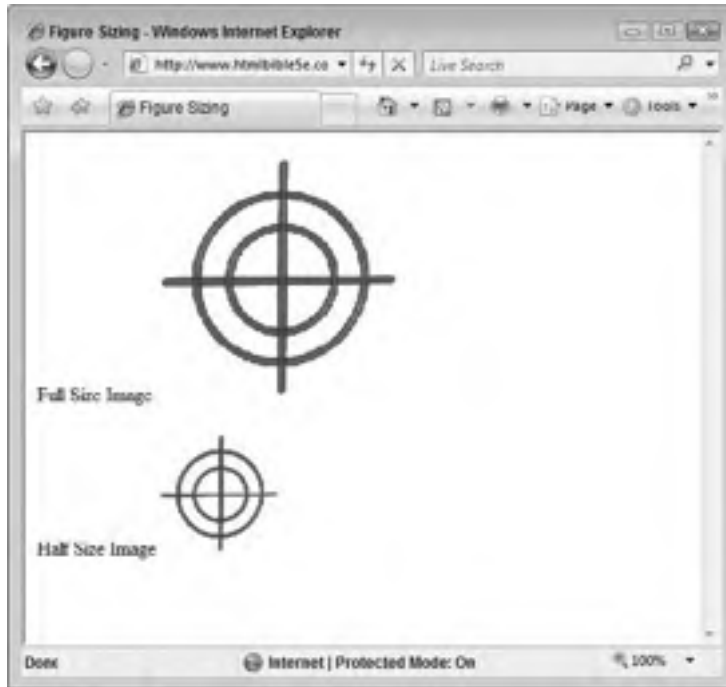 Figure Sizing - Windows Internet Explorer
http://www.htmlbible5e.co
Live Search
Figure Sizing
Page
Tools
Full Size Image
Half Size Image
Done
Internet | Protected Mode: On
100%